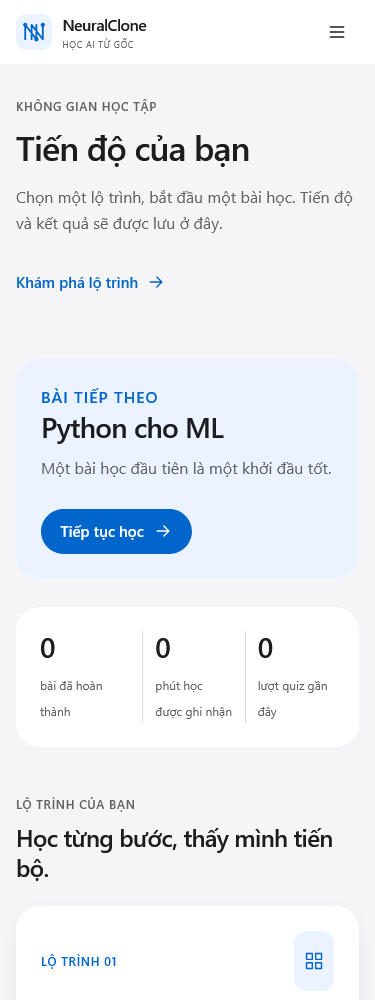 NeuralClone
HỌC AI TỪ GỐC
KHÔNG GIAN HỌC TẬP
Tiến độ của bạn
Chọn một lộ trình, bắt đầu một bài học. Tiến độ
và kết quả sẽ được lưu ở đây.
Khám phá lộ trình
BÀI TIẾP THEO
Python cho ML
Một bài học đầu tiên là một khởi đầu tốt.
Tiếp tục học
0
bài đã hoàn
thành
0
phút học
được ghi nhận
0
lượt quiz gần
đây
LỘ TRÌNH CỦA BẠN
Học từng bước, thấy mình tiến
bộ.
LỘ TRÌNH 01